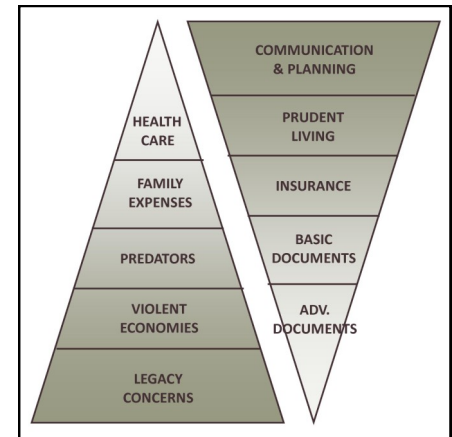 HEALTH
CARE
FAMILY
EXPENSES
PREDATORS
VIOLENT
ECONOMIES
LEGACY
CONCERNS
COMMUNICATION
& PLANNING
PRUDENT
LIVING
INSURANCE
BASIC
DOCUMENTS
ADV.
DOCUMENTS